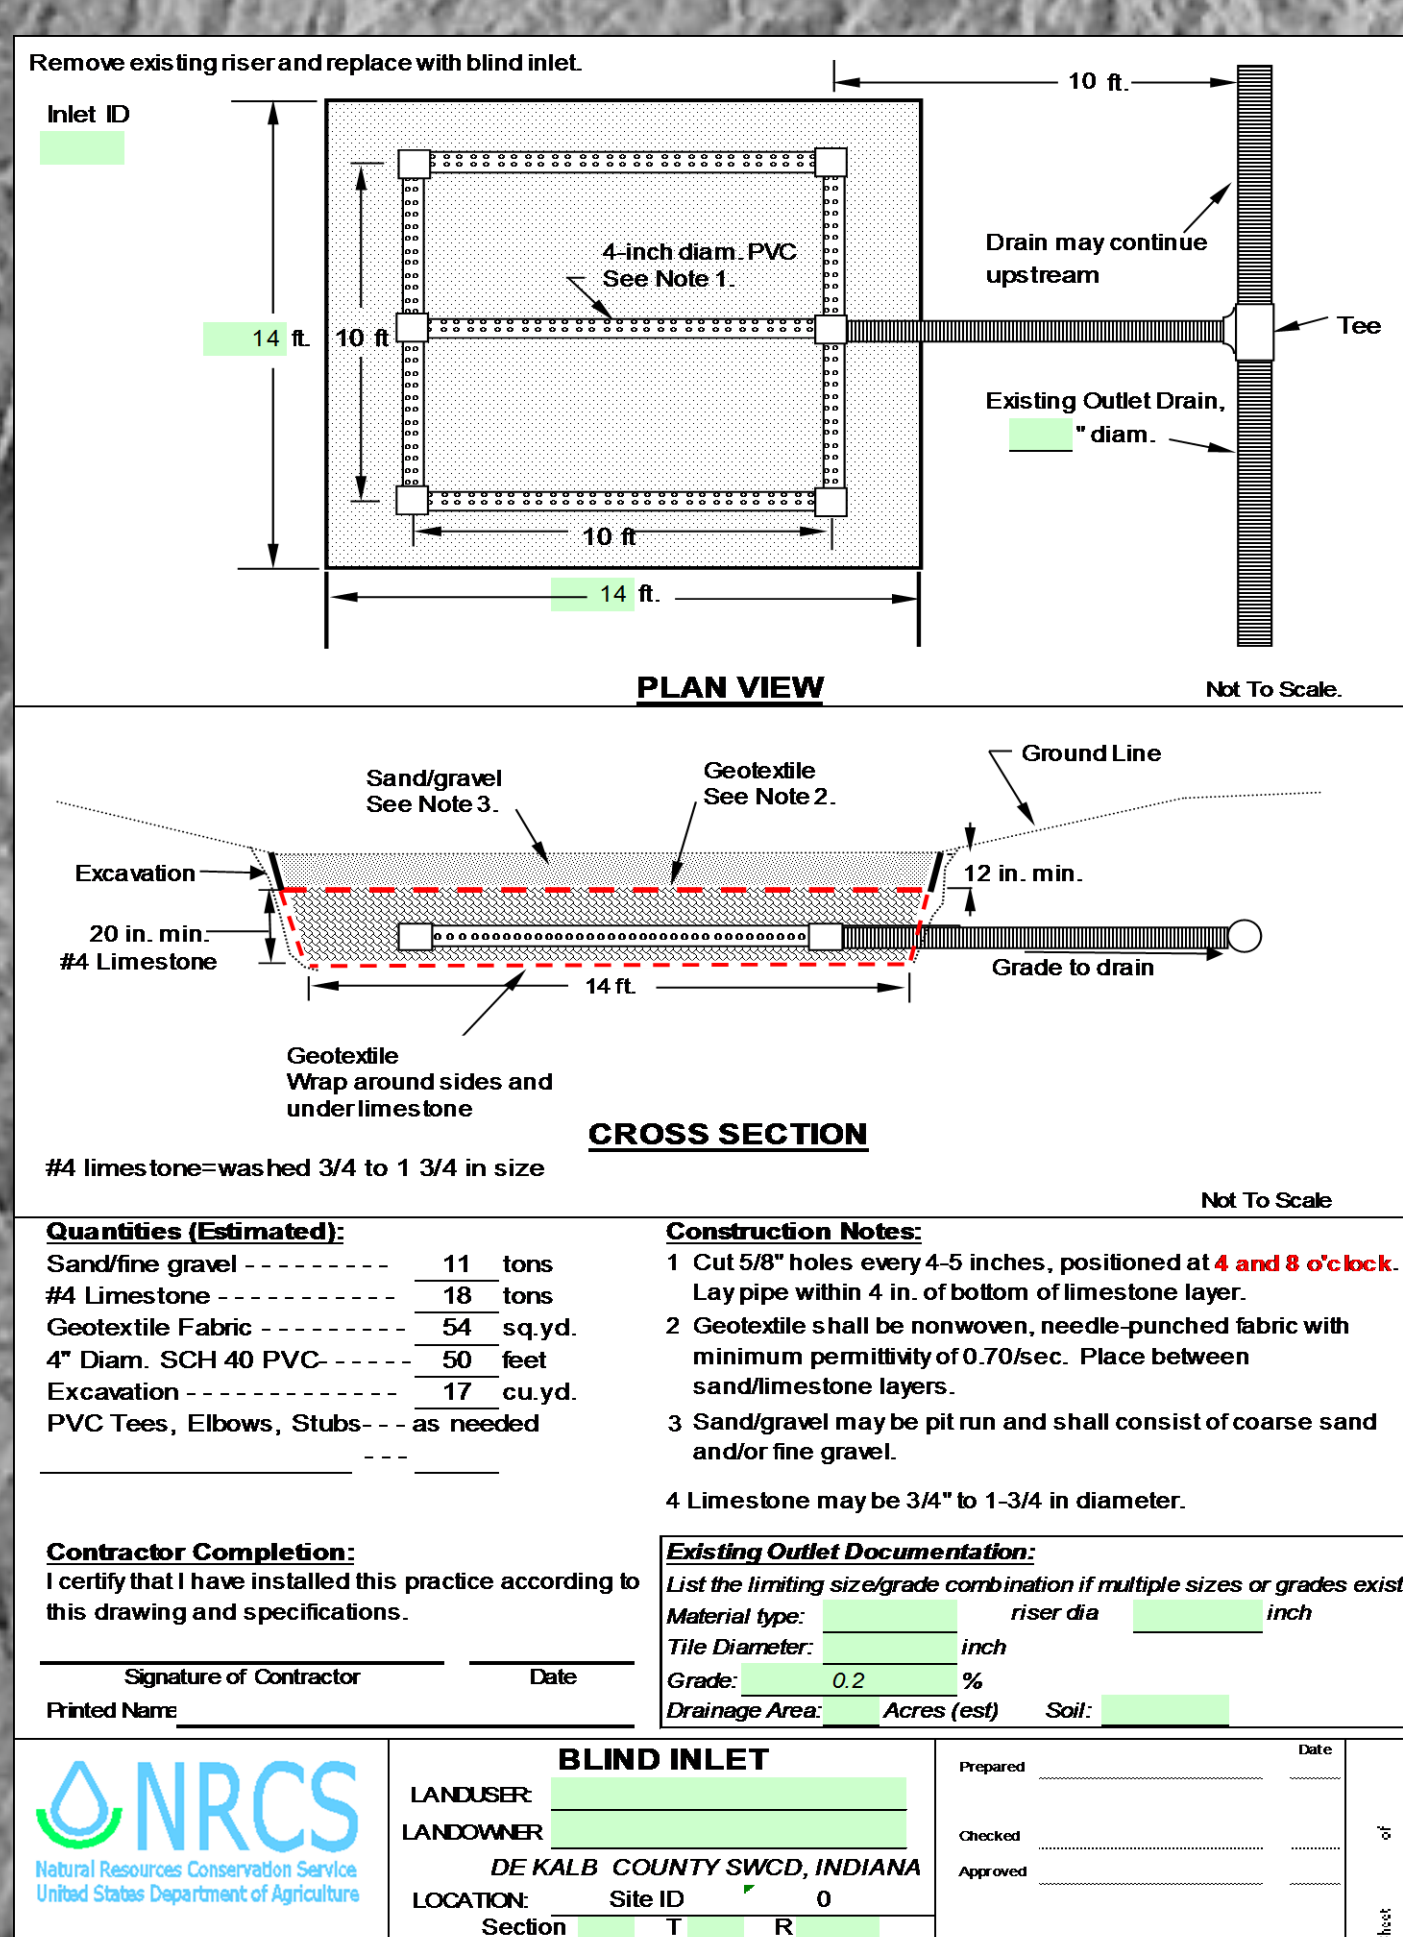 Remove existing riser and replace with blind inlet.
Inlet ID
10 ft.
4-inch diam. PVC
See Note 1.
Drain may continue
upstream
14 ft.
10 ft
Tee
Existing Outlet Drain,
" diam.
10 ft
14 ft.
PLAN VIEW
Not To Scale.
Sand/gravel
See Note 3.
Geotextile
See Note 2.
Ground Line
Excavation
12 in. min.
20 in. min.
#4 Limestone
Grade to drain
14 ft.
Geotextile
Wrap around sides and
under limestone
CROSS SECTION
#4 limestone=washed 3/4 to 1 3/4 in size
Not To Scale
Quantities (Estimated):
Sand/fine gravel - - - - - - - - - 11 tons
#4 Limestone - - - - - - - - - - - 18 tons
Geotextile Fabric - - - - - - - - - 54 sq.yd.
4" Diam. SCH 40 PVC- - - - - - 50 feet
Excavation - - - - - - - - - - - - - 17 cu.yd.
PVC Tees, Elbows, Stubs- - - as needed
- - -
Construction Notes:
1 Cut 5/8" holes every 4-5 inches, positioned at 4 and 8 o'clock.
Lay pipe within 4 in. of bottom of limestone layer.
2 Geotextile shall be nonwoven, needle-punched fabric with
minimum permittivity of 0.70/sec. Place between
sand/limestone layers.
3 Sand/gravel may be pit run and shall consist of coarse sand
and/or fine gravel.
4 Limestone may be 3/4" to 1-3/4 in diameter.
Contractor Completion:
I certify that I have installed this practice according to
this drawing and specifications.
Signature of Contractor Date
Printed Name
Existing Outlet Documentation:
List the limiting size/grade combination if multiple sizes or grades exist
Material type: riser dia inch
Tile Diameter: inch
Grade: 0.2 %
Drainage Area: Acres (est) Soil:
NRCS
Natural Resources Conservation Service
United States Department of Agriculture
BLIND INLET
LANDUSER:
LANDOWNER
DE KALB COUNTY SWCD, INDIANA
LOCATION: Site ID 0
Section T R
Date
Prepared
Checked
Approved
of